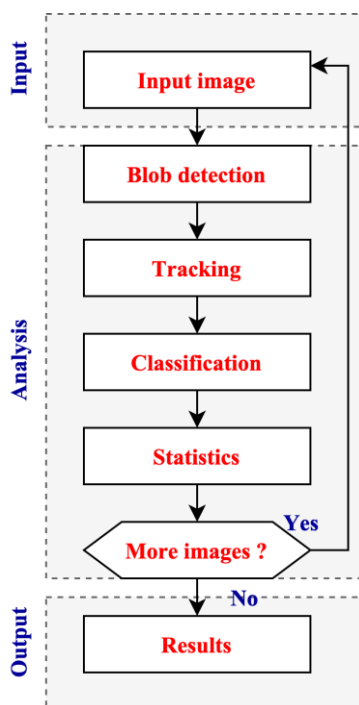 Input
Input image
Analysis
Blob detection
Tracking
Classification
Statistics
More images ?
Yes
No
Output
Results